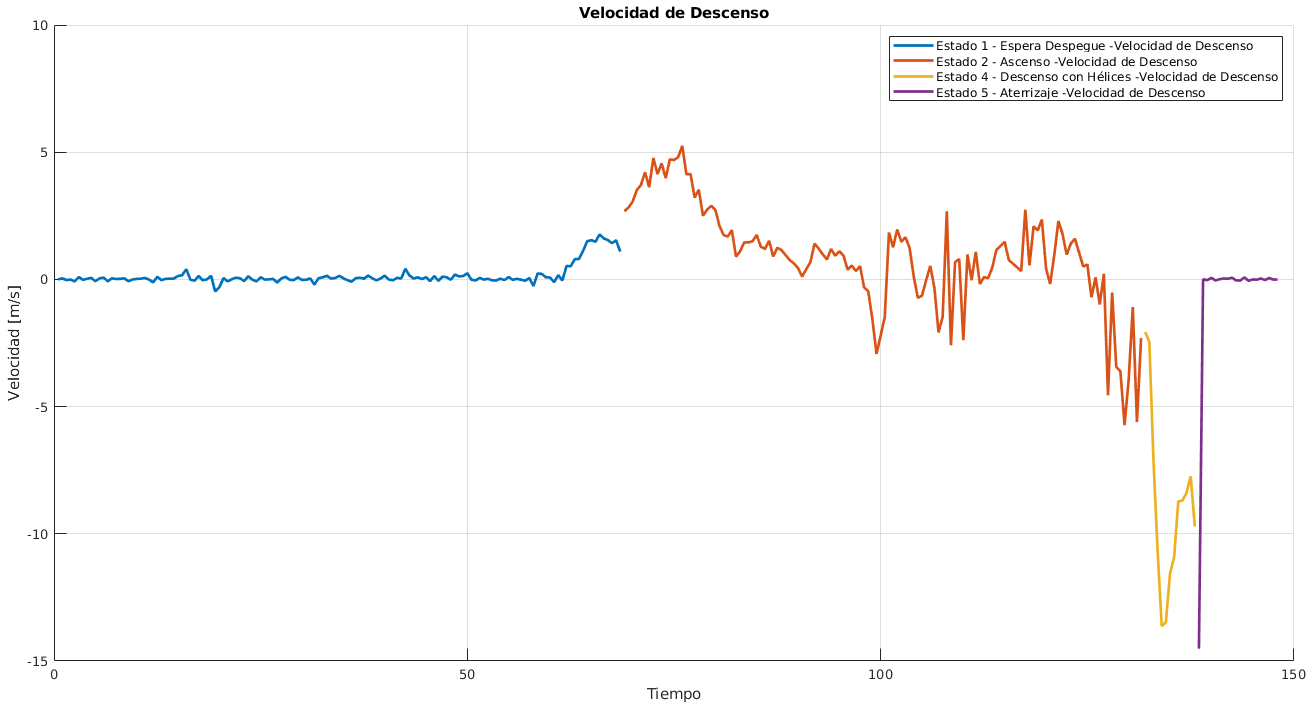 Velocidad de Descenso
10
5
0
-5
-10
-15
Velocidad [m/s]
Estado 1 - Espera Despegue -Velocidad de Descenso
Estado 2 - Ascenso -Velocidad de Descenso
Estado 4 - Descenso con Hélices -Velocidad de Descenso
Estado 5 - Aterrizaje -Velocidad de Descenso
0
50
100
150
Tiempo